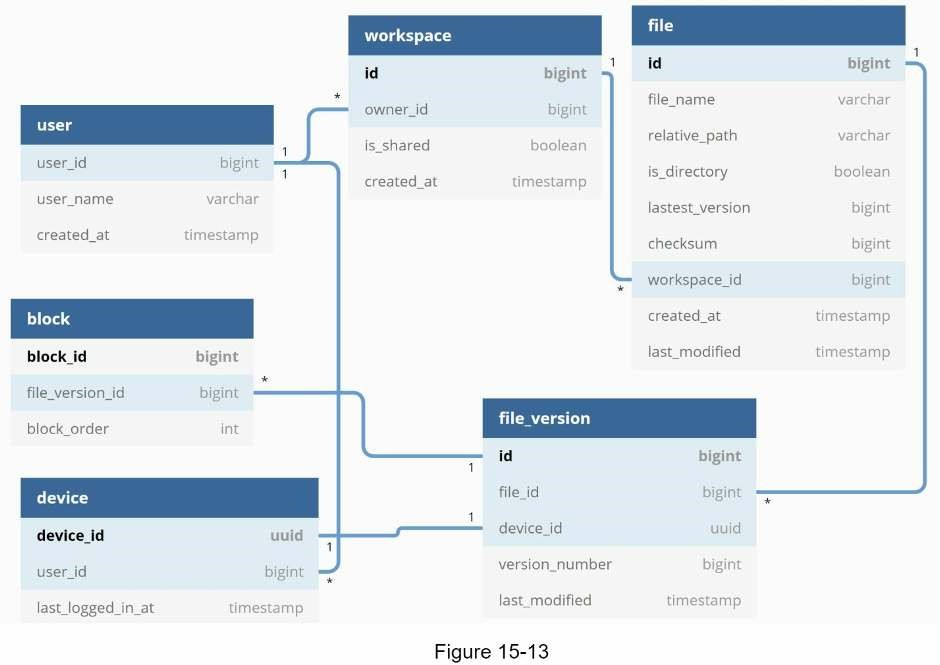 workspace
id bigint
owner_id bigint
is_shared boolean
created_at timestamp
file
id bigint
file_name varchar
relative_path varchar
is_directory boolean
lastest_version bigint
checksum bigint
workspace_id bigint
created_at timestamp
last_modified timestamp
user
user_id bigint
user_name varchar
created_at timestamp
block
block_id bigint
file_version_id bigint
block_order int
file_version
id bigint
file_id bigint
device_id uuid
version_number bigint
last_modified timestamp
device
device_id uuid
user_id bigint
last_logged_in_at timestamp
1
1
*
1
*
1
*
1
*
1
1
*
Figure 15-13